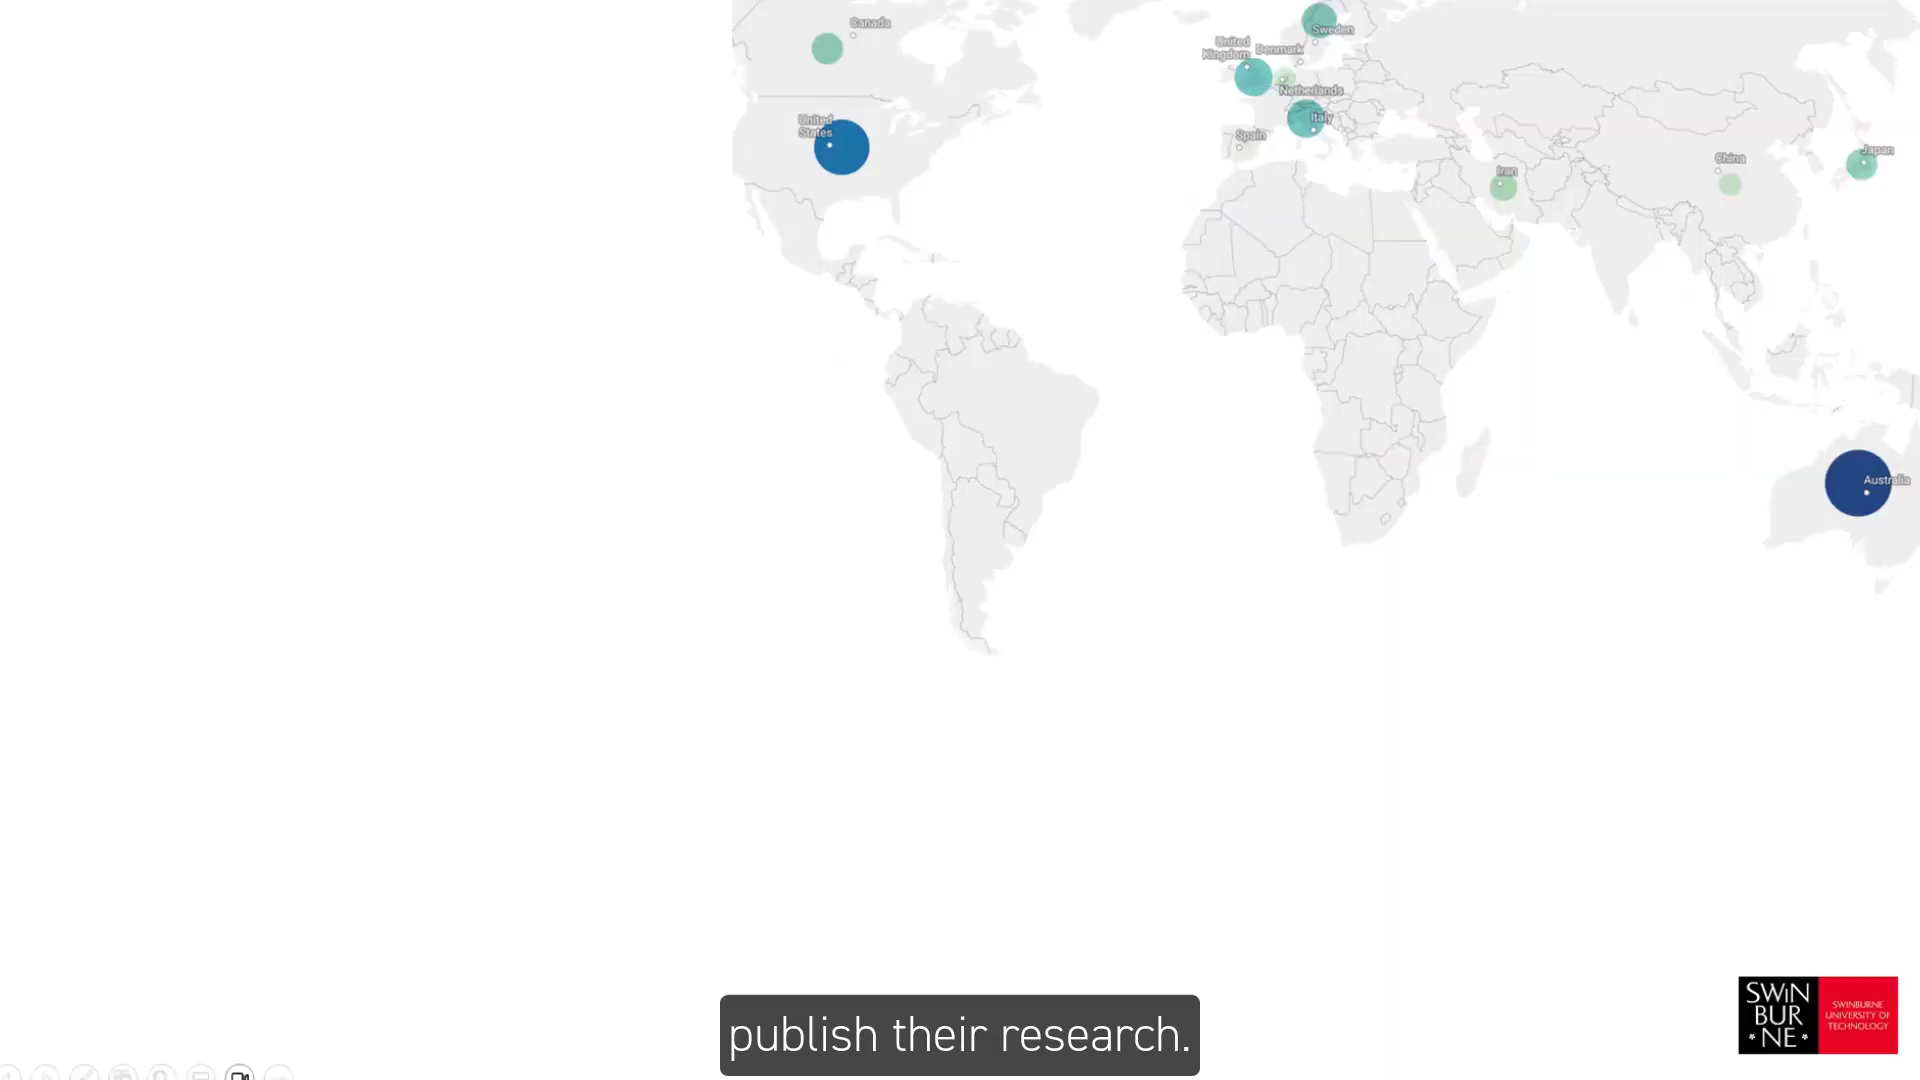 Canada
Sweden
United
Kingdom
Denmark
Netherlands
United
States
Italy
Spain
Japan
China
Iran
Australia
SWiN
BUR
* NE *
SWINBURNE
UNIVERSITY OF
TECHNOLOGY
publish their research.